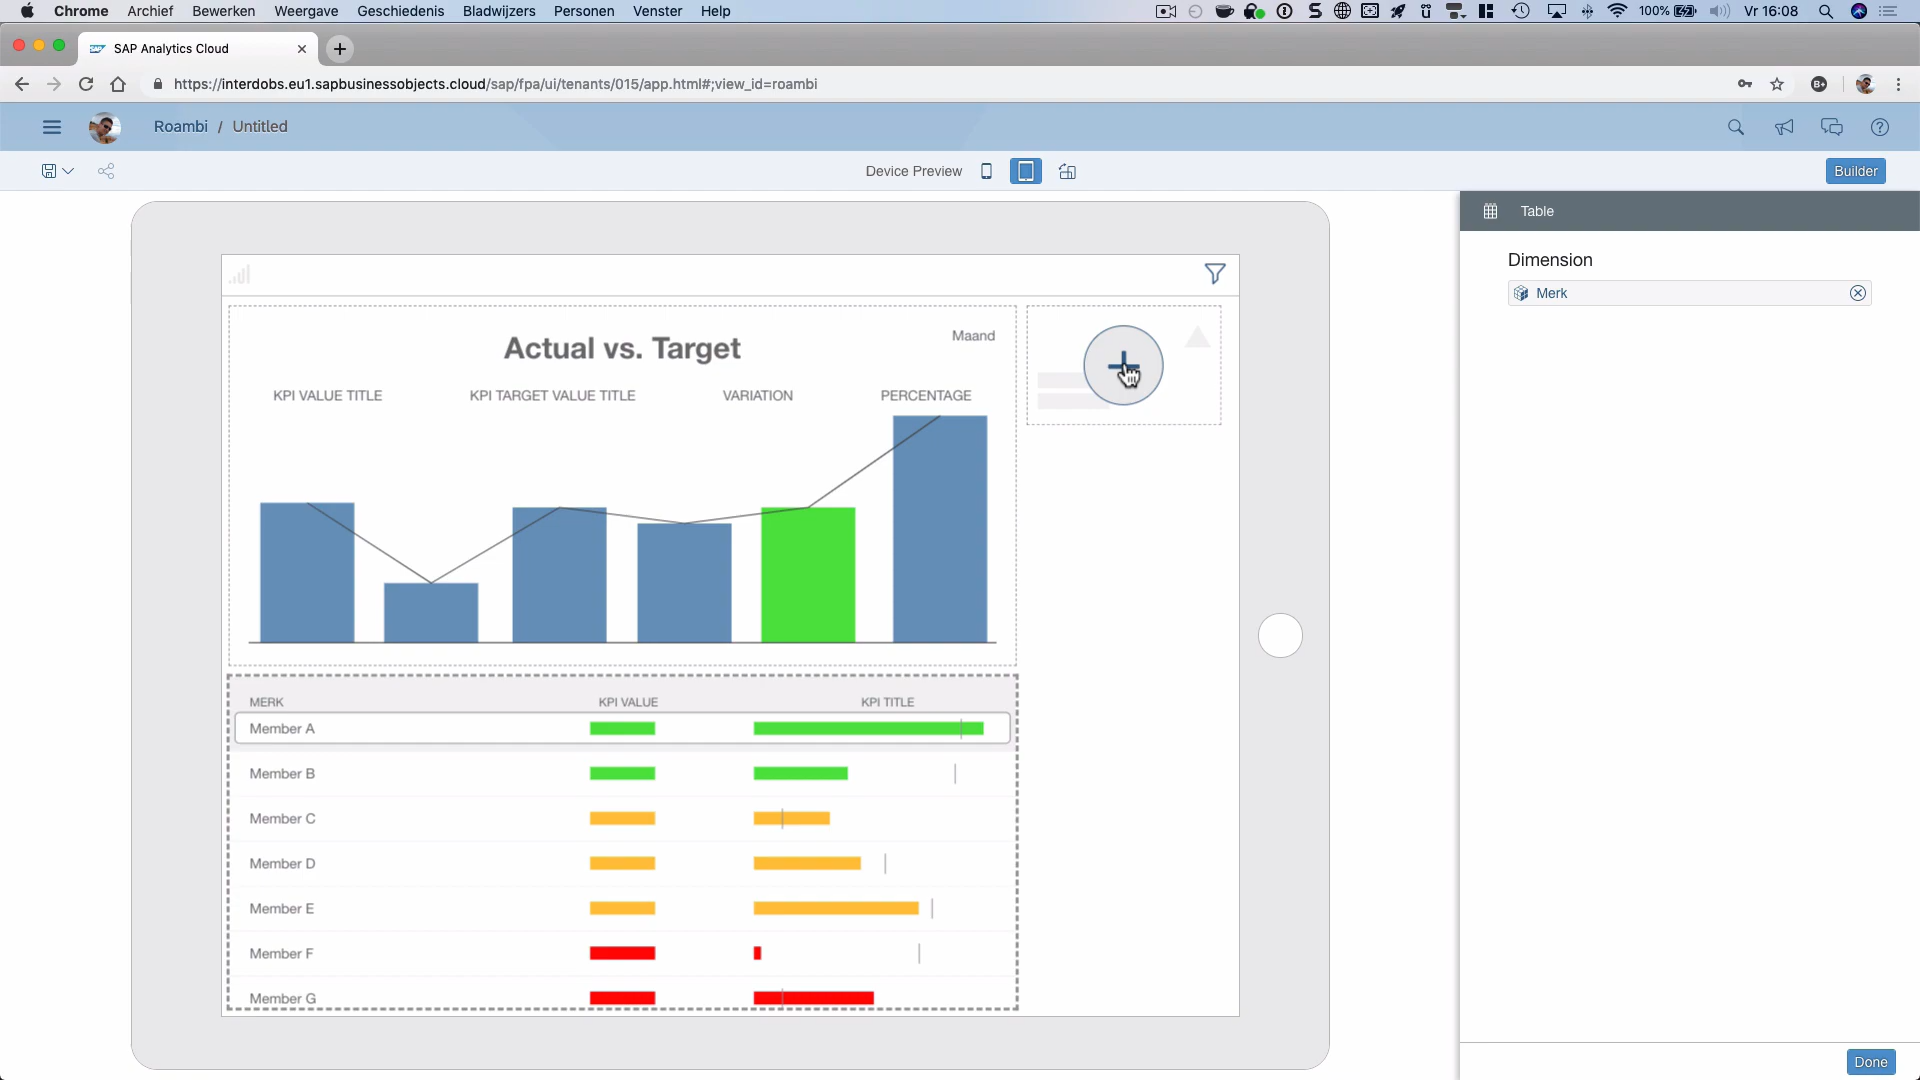 Chrome Archief Bewerken Weergave Geschiedenis Bladwijzers Personen Venster Help 100% Vr 16:08
SAP Analytics Cloud
https://interdobs.eu1.sapbusinessobjects.cloud/sap/fpa/ui/tenants/015/app.html#;view_id=roambi
Roambi / Untitled
Device Preview
Builder
Table
Dimension
Merk
Actual vs. Target
Maand
KPI VALUE TITLE KPI TARGET VALUE TITLE VARIATION PERCENTAGE
MERK KPI VALUE KPI TITLE
Member A
Member B
Member C
Member D
Member E
Member F
Member G
Done